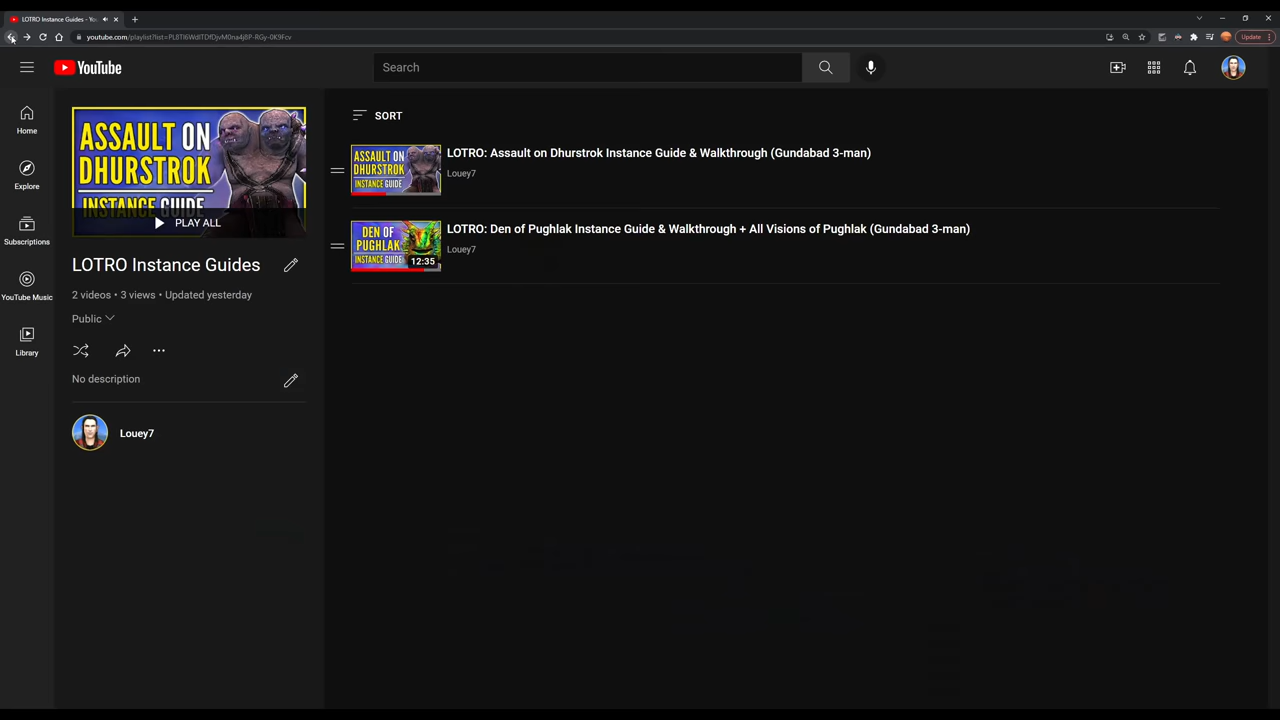 LOTRO Instance Guides - Yo
youtube.com/playlist?list=PL8Tl6WdlTDfDjvM0na4j8P-RGy-0K9Fcv
Update
YouTube
Search
Home
Explore
Subscriptions
YouTube Music
Library
ASSAULT ON
DHURSTROK
INSTANCE GUIDE
PLAY ALL
LOTRO Instance Guides
2 videos • 3 views • Updated yesterday
Public
No description
Louey7
SORT
ASSAULT ON
DHURSTROK
INSTANCE GUIDE
LOTRO: Assault on Dhurstrok Instance Guide & Walkthrough (Gundabad 3-man)
Louey7
DEN OF
PUGHLAK
INSTANCE GUIDE
12:35
LOTRO: Den of Pughlak Instance Guide & Walkthrough + All Visions of Pughlak (Gundabad 3-man)
Louey7